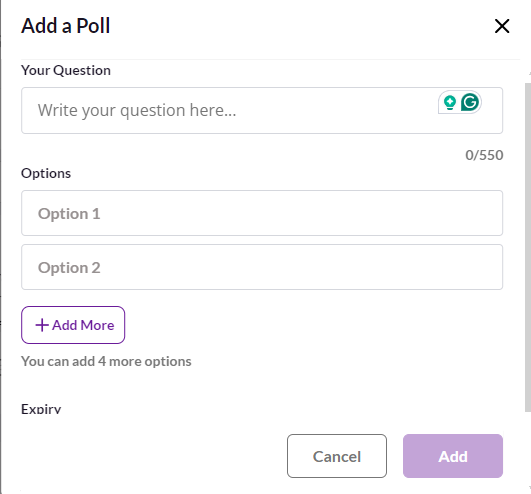 Add a Poll
Your Question
Write your question here...
0/550
Options
Option 1
Option 2
+ Add More
You can add 4 more options
Expiry
Cancel
Add